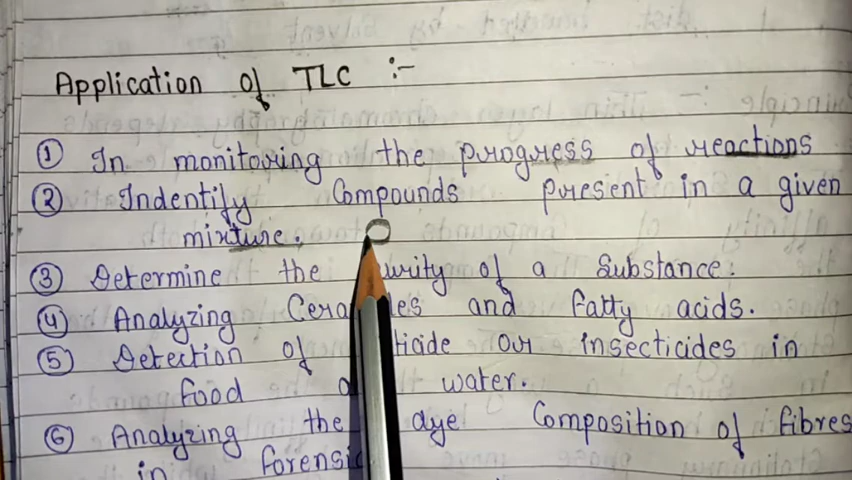 Application of TLC :-
① In monitoring the progress of reactions
② Indentify Compounds present in a given
mixture.
③ Determine the urity of a Substance.
④ Analyzing Cera es and fatty acids.
⑤ Detection of ticide or insecticides in
food water.
⑥ Analyzing the dye Composition of fibres
in forensic